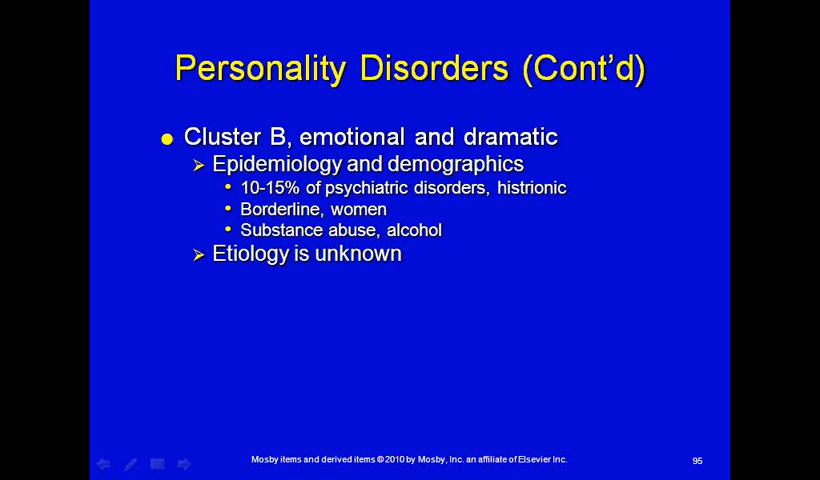 Personality Disorders (Cont’d)
Cluster B, emotional and dramatic
Epidemiology and demographics
10-15% of psychiatric disorders, histrionic
Borderline, women
Substance abuse, alcohol
Etiology is unknown
Mosby items and derived items © 2010 by Mosby, Inc. an affiliate of Elsevier Inc.
95